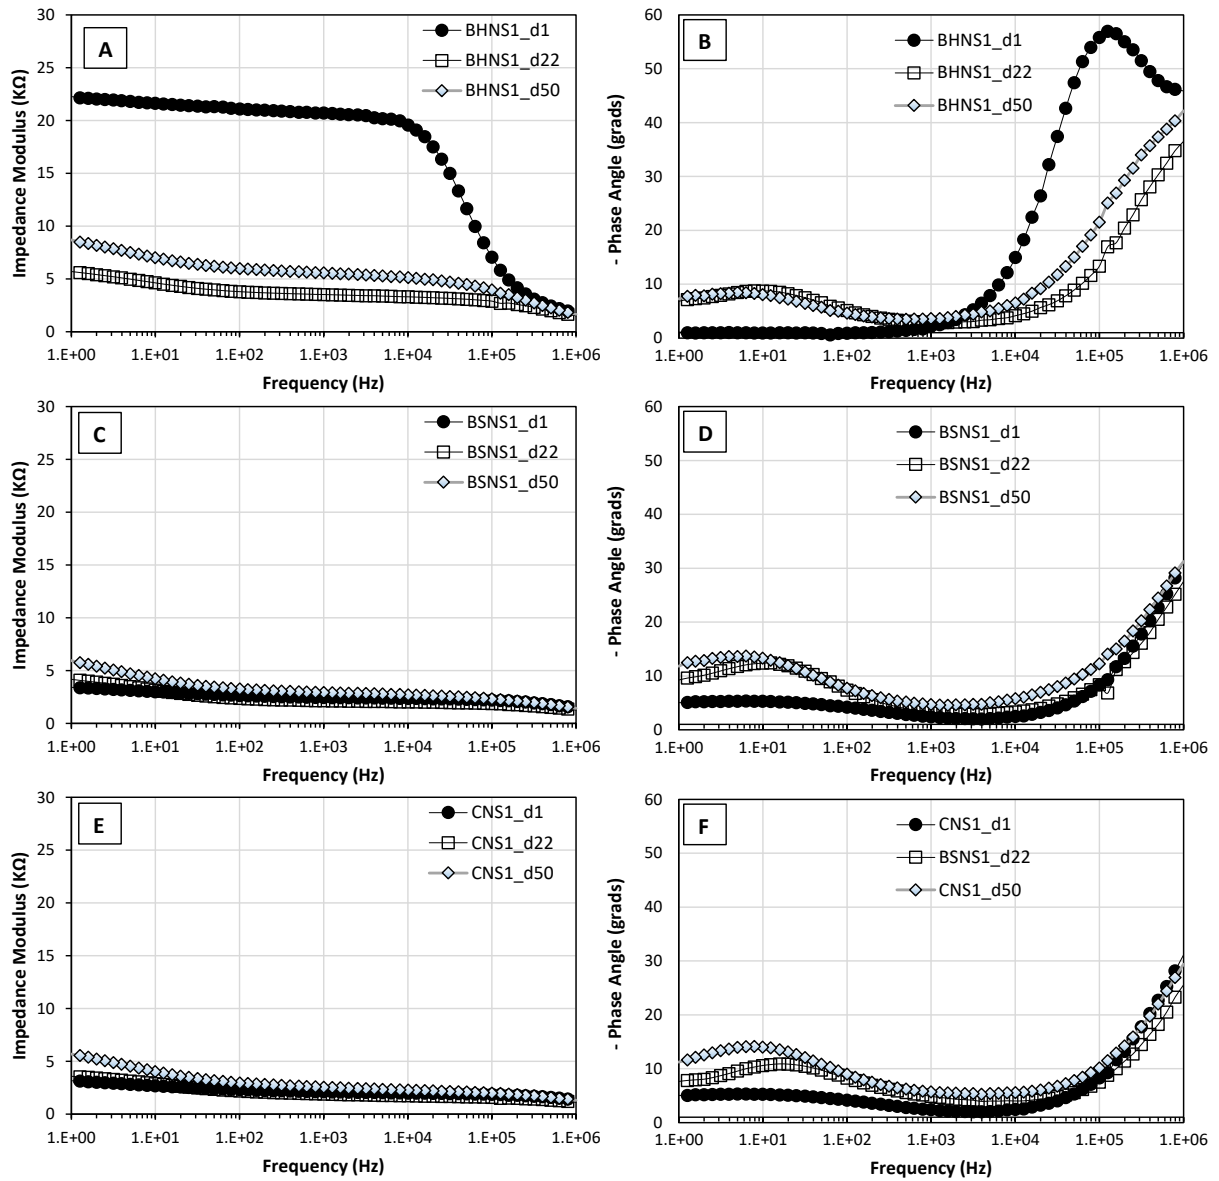 A
BHNS1_d1
BHNS1_d22
BHNS1_d50
30
25
20
15
10
5
0
Impedance Modulus (KΩ)
1.E+00 1.E+01 1.E+02 1.E+03 1.E+04 1.E+05 1.E+06
Frequency (Hz)
B
BHNS1_d1
BHNS1_d22
BHNS1_d50
60
50
40
30
20
10
0
- Phase Angle (grads)
1.E+00 1.E+01 1.E+02 1.E+03 1.E+04 1.E+05 1.E+06
Frequency (Hz)
C
BSNS1_d1
BSNS1_d22
BSNS1_d50
30
25
20
15
10
5
0
Impedance Modulus (KΩ)
1.E+00 1.E+01 1.E+02 1.E+03 1.E+04 1.E+05 1.E+06
Frequency (Hz)
D
BSNS1_d1
BSNS1_d22
BSNS1_d50
60
50
40
30
20
10
0
- Phase Angle (grads)
1.E+00 1.E+01 1.E+02 1.E+03 1.E+04 1.E+05 1.E+06
Frequency (Hz)
E
CNS1_d1
CNS1_d22
CNS1_d50
30
25
20
15
10
5
0
Impedance Modulus (KΩ)
1.E+00 1.E+01 1.E+02 1.E+03 1.E+04 1.E+05 1.E+06
Frequency (Hz)
F
CNS1_d1
BSNS1_d22
CNS1_d50
60
50
40
30
20
10
0
- Phase Angle (grads)
1.E+00 1.E+01 1.E+02 1.E+03 1.E+04 1.E+05 1.E+06
Frequency (Hz)